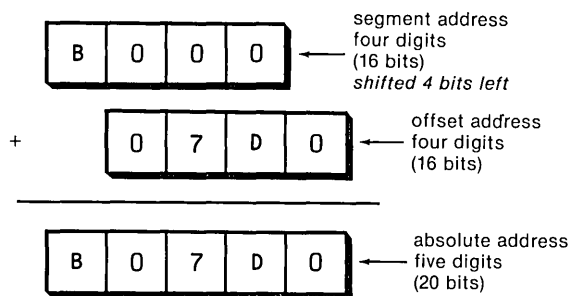 segment address
four digits
(16 bits)
shifted 4 bits left
B 0 0 0
offset address
four digits
(16 bits)
+ 0 7 D 0
absolute address
five digits
(20 bits)
B 0 7 D 0